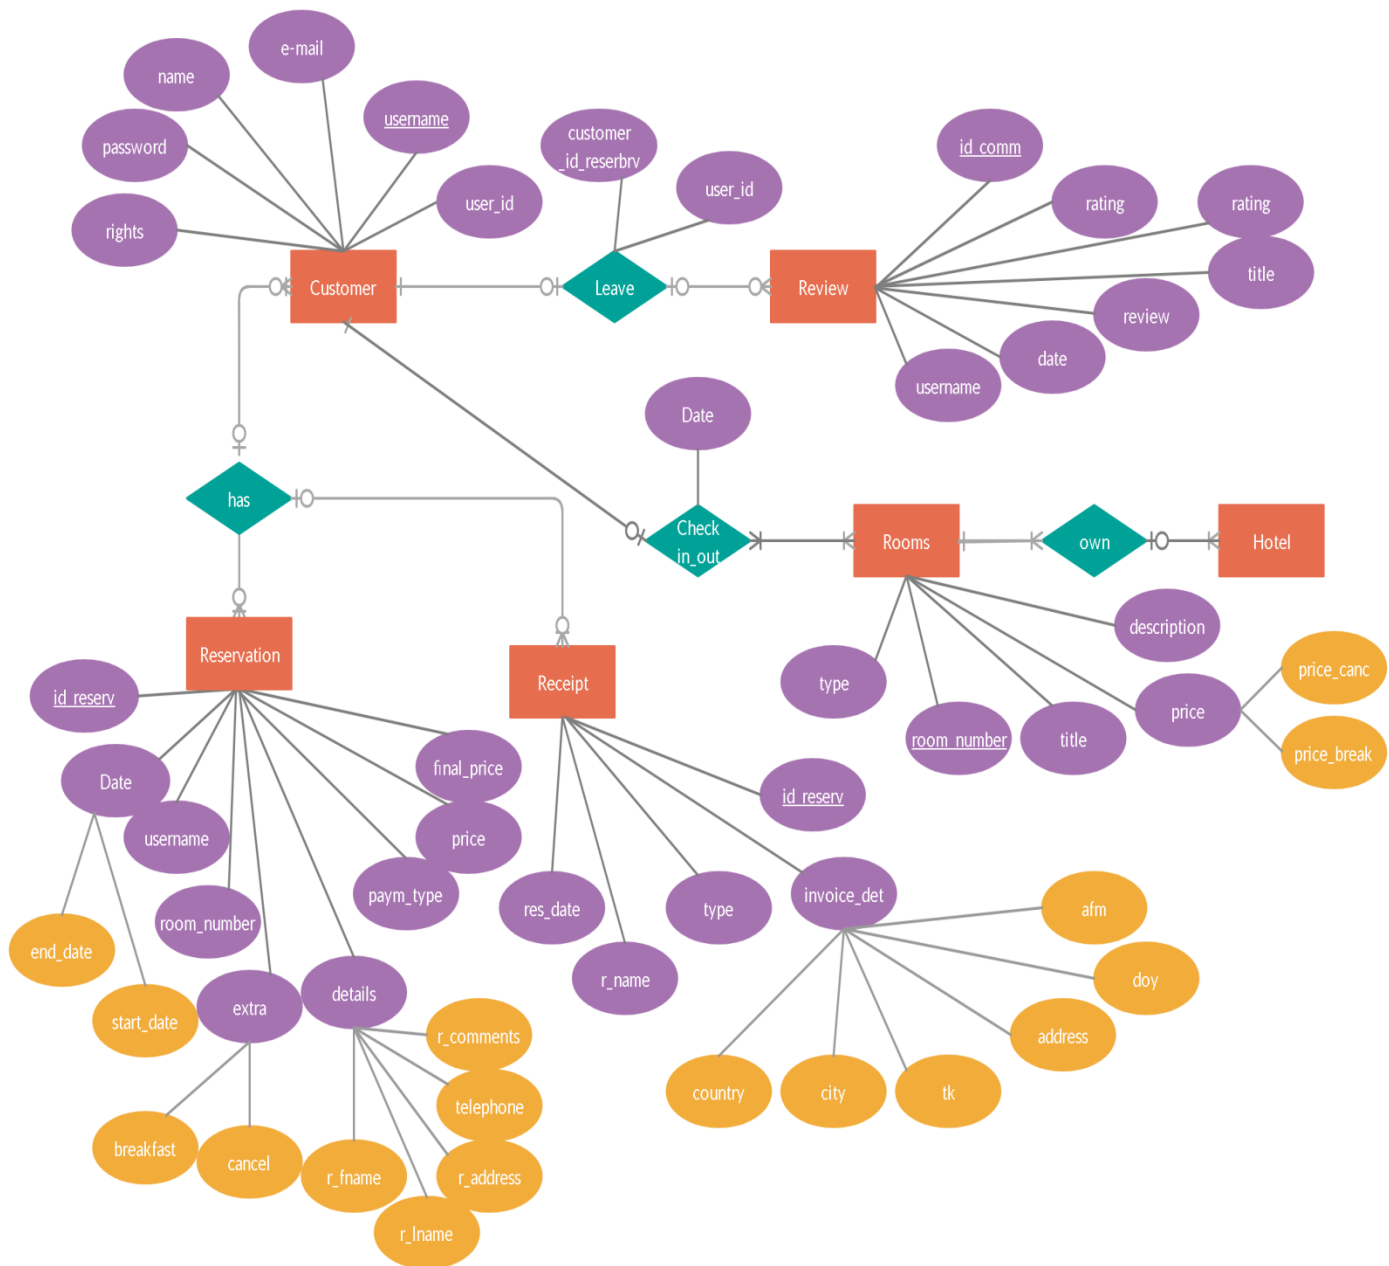 e-mail
name
username
password
customer
_id_reserbrv
id_comm
user_id
rating
rating
user_id
rights
title
Customer
Leave
Review
review
date
username
Date
has
Check
in_out
Rooms
own
Hotel
description
Reservation
Receipt
type
price_canc
id_reserv
price
room_number
title
price_break
final_price
Date
id_reserv
username
price
paym_type
invoice_det
res_date
type
afm
room_number
end_date
r_name
doy
details
extra
start_date
r_comments
address
country
city
tk
telephone
breakfast
cancel
r_fname
r_address
r_lname